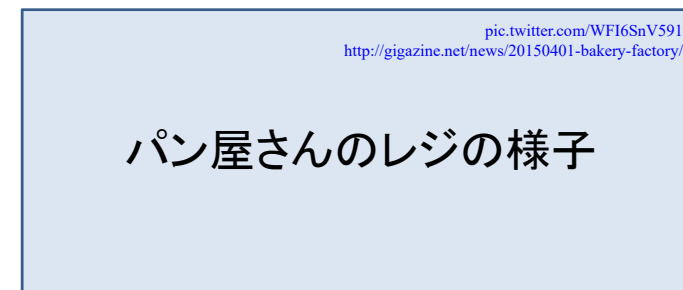 pic.twitter.com/WFI6SnV591
http://gigazine.net/news/20150401-bakery-factory/
パン屋さんのレジの様子